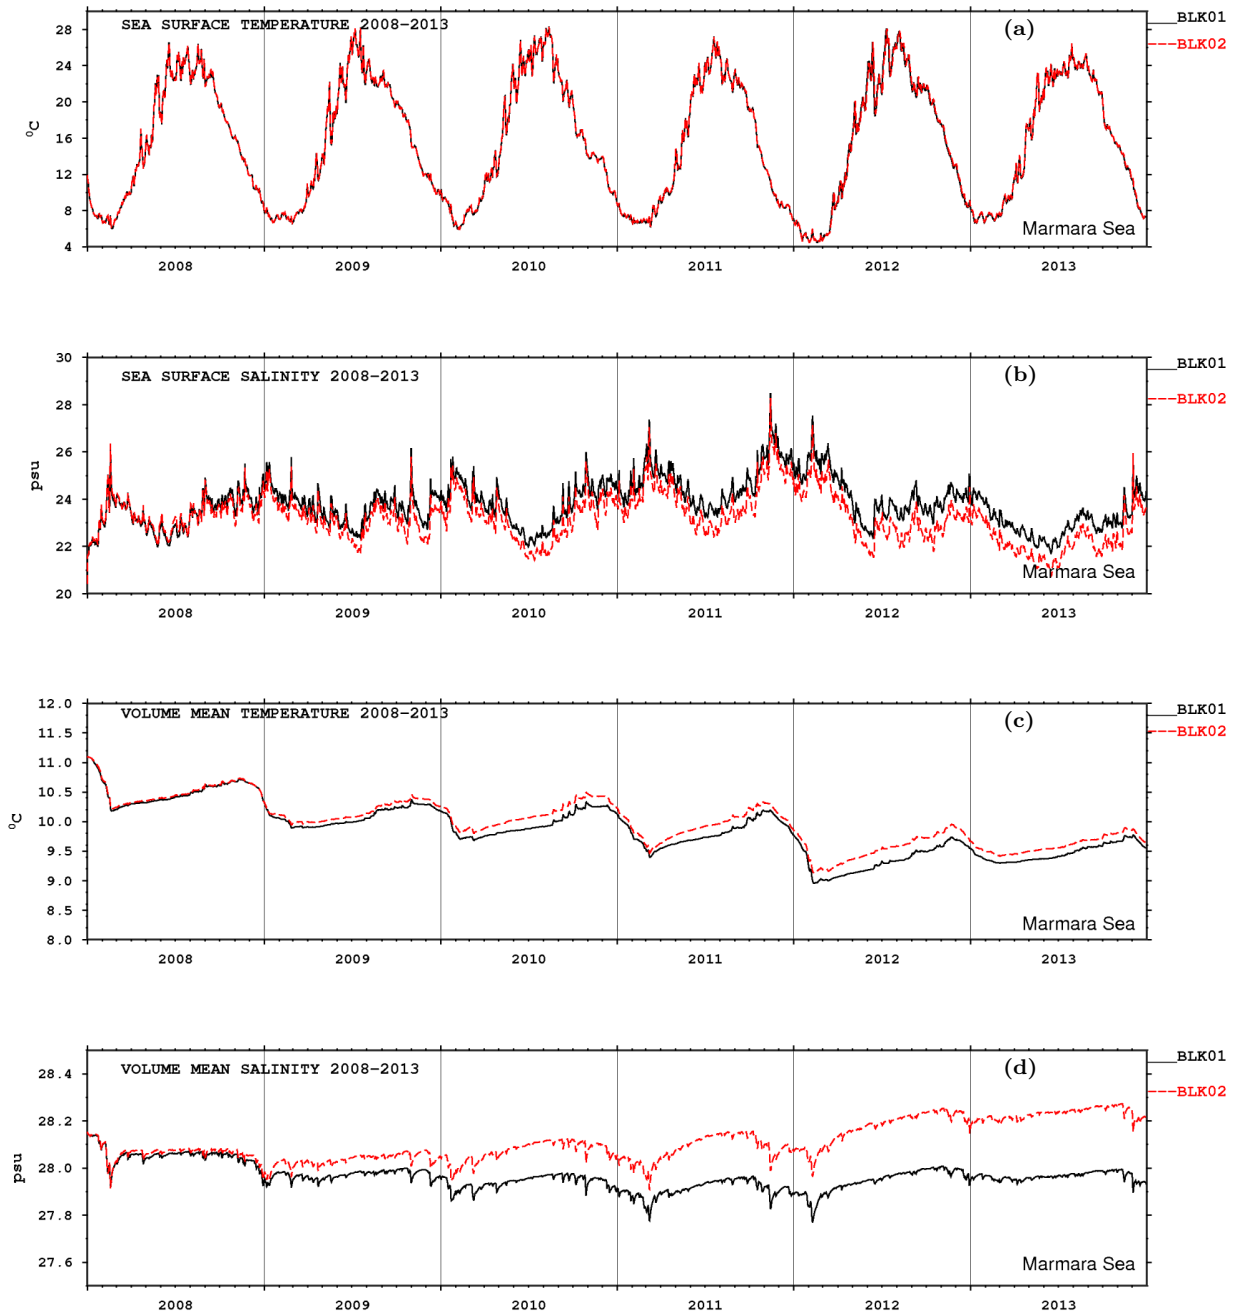 SEA SURFACE TEMPERATURE 2008–2013
(a)
BLK01
BLK02
28
24
20
16
12
8
4
°C
Marmara Sea
2008 2009 2010 2011 2012 2013
SEA SURFACE SALINITY 2008–2013
(b)
BLK01
BLK02
30
28
26
24
22
20
psu
Marmara Sea
2008 2009 2010 2011 2012 2013
VOLUME MEAN TEMPERATURE 2008–2013
(c)
BLK01
BLK02
12.0
11.5
11.0
10.5
10.0
9.5
9.0
8.5
8.0
°C
Marmara Sea
2008 2009 2010 2011 2012 2013
VOLUME MEAN SALINITY 2008–2013
(d)
BLK01
BLK02
28.4
28.2
28.0
27.8
27.6
psu
Marmara Sea
2008 2009 2010 2011 2012 2013